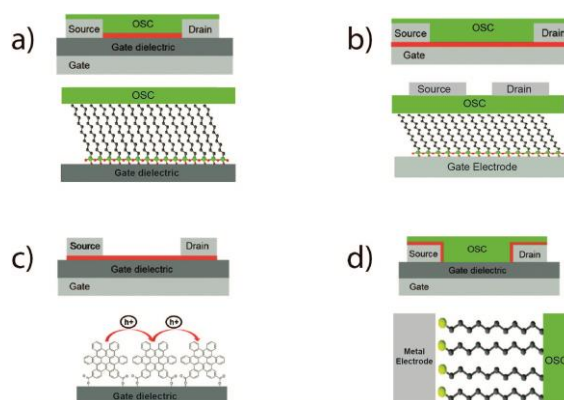 a)
OSC
Source
Drain
Gate dielectric
Gate
OSC
Gate dielectric
b)
OSC
Source
Drain
Gate
Source
Drain
OSC
Gate Electrode
c)
Source
Drain
Gate dielectric
Gate
h+
h+
Gate dielectric
d)
OSC
Source
Drain
Gate dielectric
Gate
Metal
Electrode
OSC